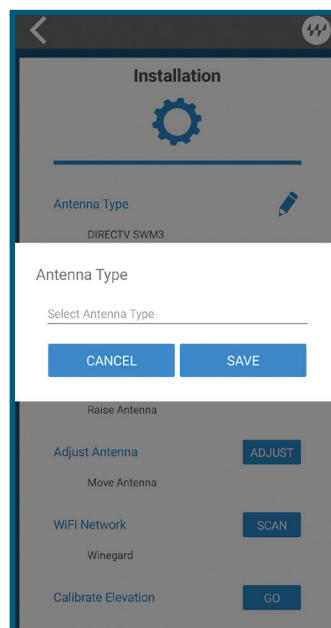 Installation
Antenna Type
DIRECTV SWM3
Antenna Type
Select Antenna Type
CANCEL SAVE
Raise Antenna
Adjust Antenna ADJUST
Move Antenna
WiFi Network SCAN
Winegard
Calibrate Elevation GO